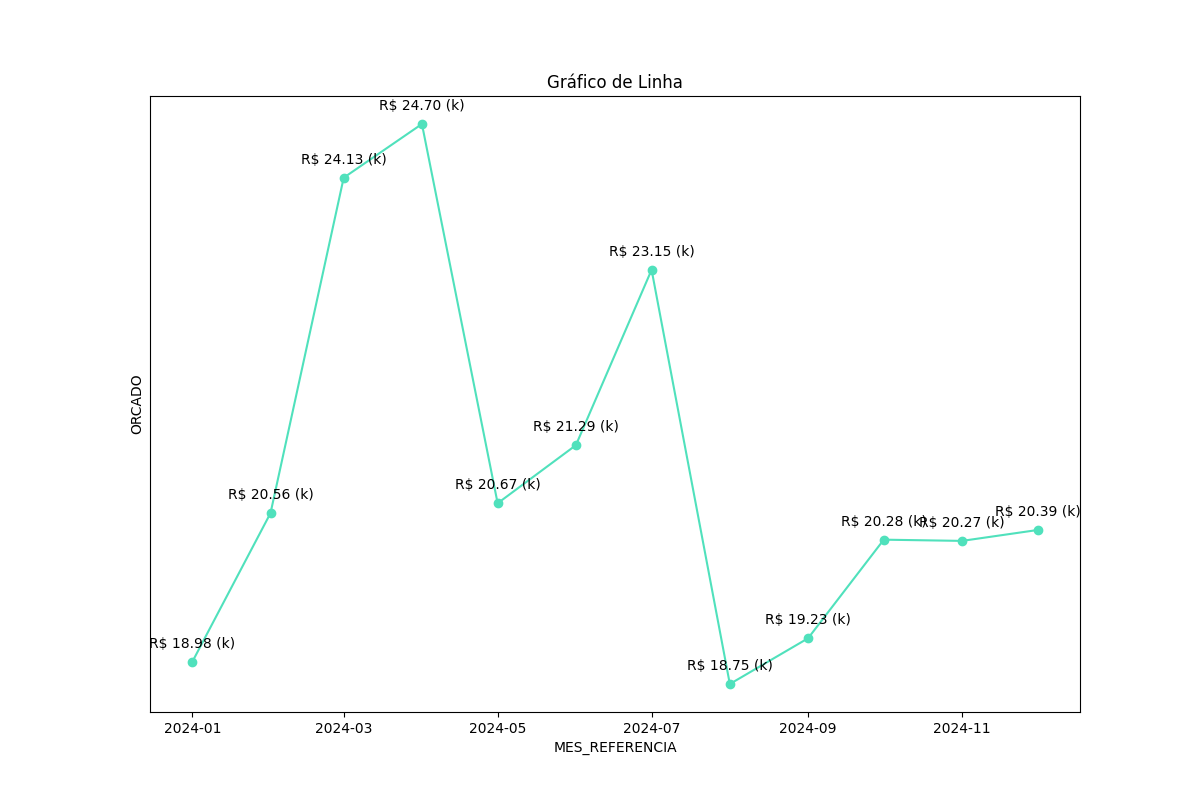 Gráfico de Linha
R$ 24.70 (k)
R$ 24.13 (k)
R$ 23.15 (k)
R$ 21.29 (k)
R$ 20.67 (k)
R$ 20.56 (k)
R$ 20.39 (k)
R$ 20.28 (k)
R$ 20.27 (k)
R$ 19.23 (k)
R$ 18.98 (k)
R$ 18.75 (k)
ORCADO
2024-01 2024-03 2024-05 2024-07 2024-09 2024-11
MES_REFERENCIA